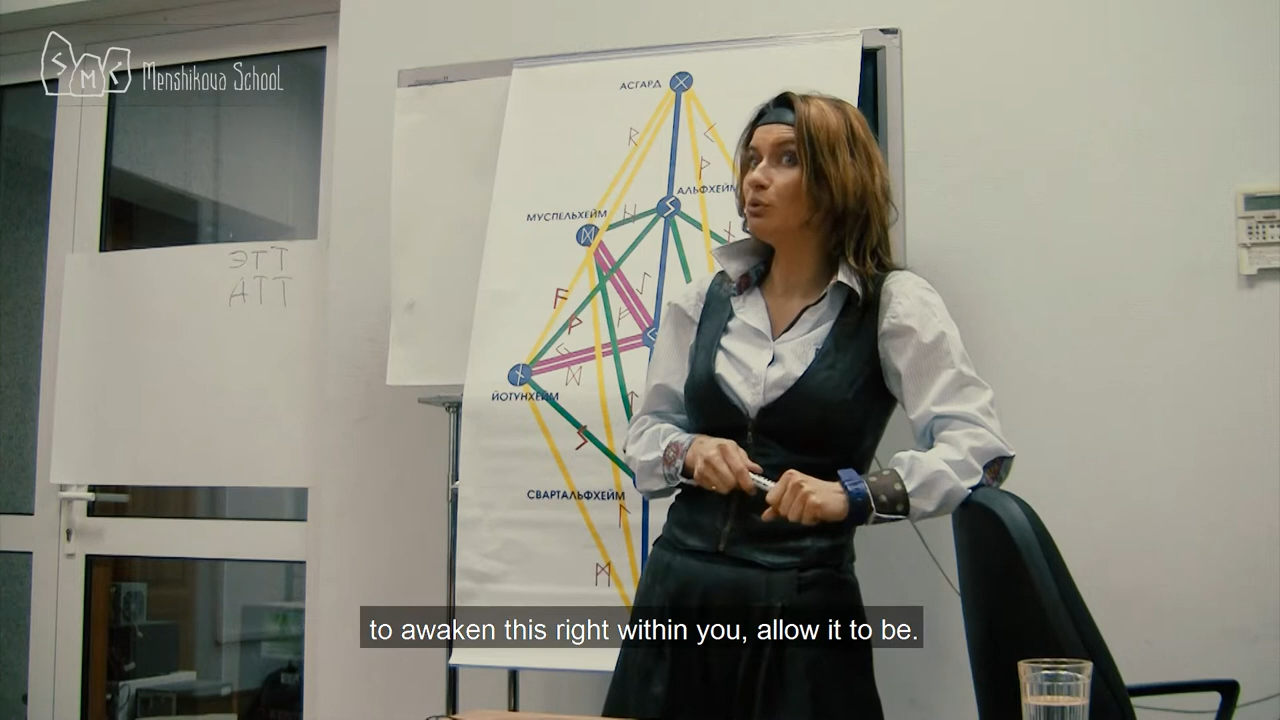 SMS Menshikova School
АСГАРД
АЛЬФХЕЙМ
МУСПЕЛЬХЕЙМ
ЭТТ
АТТ
ЙОТУНХЕЙМ
СВАРТАЛЬФХЕЙМ
to awaken this right within you, allow it to be.